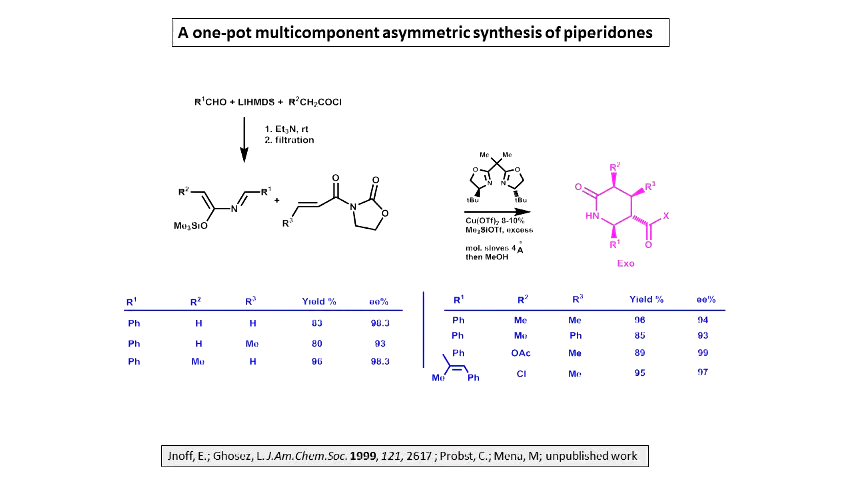 A one-pot multicomponent asymmetric synthesis of piperidones
R¹CHO + LIHMDS + R²CH₂COCl
1. Et₃N, rt
2. filtration
R²
R¹
N
Me₃SiO
+
O
O
N
O
R³
Me Me
O O
N N
tBu tBu
Cu(OTf)₂ 8-10%
Me₃SiOTf, excess
mol. sieves 4 Å
then MeOH
R²
O
R³
HN
X
R¹
O
Exo
R¹ R² R³ Yield % ee%
Ph H H 83 98.3
Ph H Me 80 93
Ph Me H 96 98.3
R¹ R² R³ Yield % ee%
Ph Me Me 96 94
Ph Me Ph 85 93
Ph OAc Me 89 99
Me Ph Cl Me 95 97
Jnoff, E.; Ghosez, L. J.Am.Chem.Soc. 1999, 121, 2617 ; Probst, C.; Mena, M; unpublished work